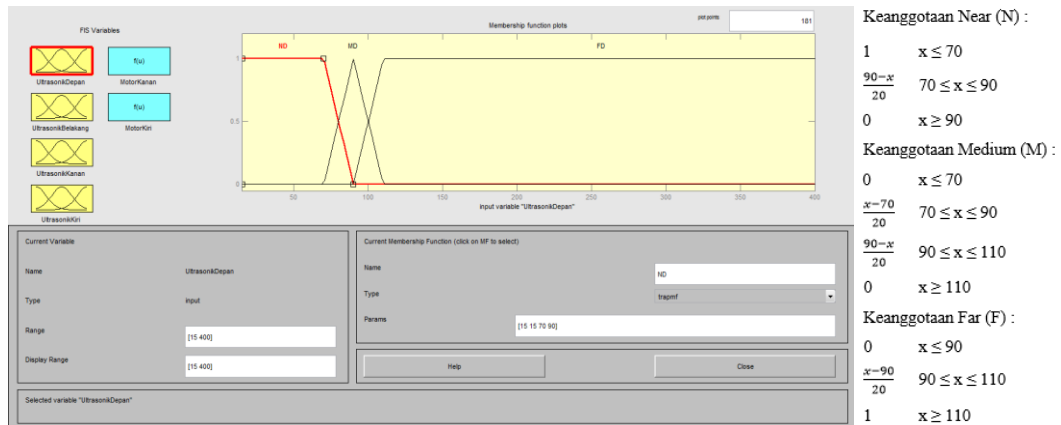 FIS Variables
UltrasonikDepan
f(u)
MotorKanan
UltrasonikBelakang
f(u)
MotorKiri
UltrasonikKanan
UltrasonikKiri
Membership function plots
plot points:
181
ND
MD
FD
1
0.5
0
50
100
150
200
250
300
350
400
input variable "UltrasonikDepan"
Current Variable
Name
UltrasonikDepan
Type
input
Range
[15 400]
Display Range
[15 400]
Current Membership Function (click on MF to select)
Name
ND
Type
trapmf
Params
[15 15 70 90]
Help
Close
Selected variable "UltrasonikDepan"
Keanggotaan Near (N) :
1 x ≤ 70
90−x/20 70 ≤ x ≤ 90
0 x ≥ 90
Keanggotaan Medium (M) :
0 x ≤ 70
x−70/20 70 ≤ x ≤ 90
90−x/20 90 ≤ x ≤ 110
0 x ≥ 110
Keanggotaan Far (F) :
0 x ≤ 90
x−90/20 90 ≤ x ≤ 110
1 x ≥ 110